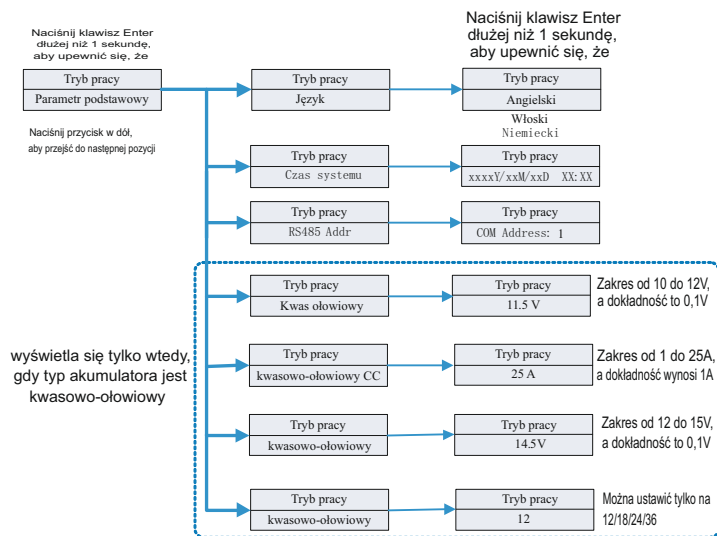 Naciśnij klawisz Enter
dłużej niż 1 sekundę,
aby upewnić się, że
Tryb pracy
Parametr podstawowy
Naciśnij przycisk w dół,
aby przejść do następnej pozycji
Tryb pracy
Język
Naciśnij klawisz Enter
dłużej niż 1 sekundę,
aby upewnić się, że
Tryb pracy
Angielski
Włoski
Niemiecki
Tryb pracy
Czas systemu
Tryb pracy
xxxxY/xxM/xxD XX:XX
Tryb pracy
RS485 Addr
Tryb pracy
COM Address: 1
wyświetla się tylko wtedy,
gdy typ akumulatora jest
kwasowo-ołowiowy
Tryb pracy
Kwas ołowiowy
Tryb pracy
11.5 V
Zakres od 10 do 12V,
a dokładność to 0,1V
Tryb pracy
kwasowo-ołowiowy CC
Tryb pracy
25 A
Zakres od 1 do 25A,
a dokładność wynosi 1A
Tryb pracy
kwasowo-ołowiowy
Tryb pracy
14.5V
Zakres od 12 do 15V,
a dokładność to 0,1V
Tryb pracy
kwasowo-ołowiowy
Tryb pracy
12
Można ustawić tylko na
12/18/24/36